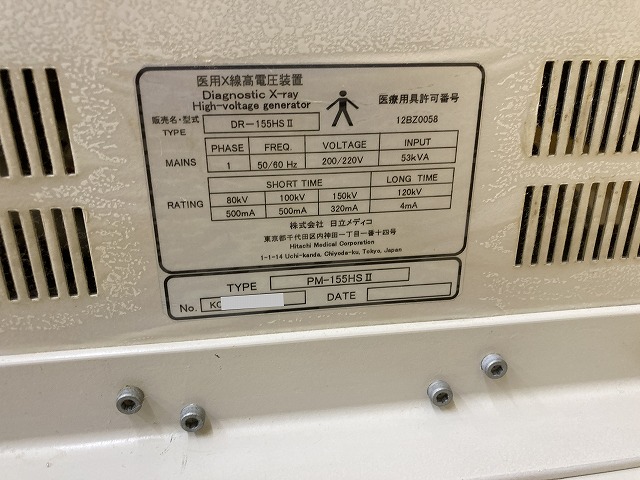 医用X線高電圧装置
Diagnostic X-ray
High-voltage generator
医療用具許可番号
販売名・型式 TYPE DR-155HSⅡ 12BZ0058
MAINS PHASE FREQ. VOLTAGE INPUT
1 50/60 Hz 200/220V 53kVA
RATING SHORT TIME LONG TIME
80kV 100kV 150kV 120kV
500mA 500mA 320mA 4mA
株式会社 日立メディコ
東京都千代田区内神田一丁目一番十四号
Hitachi Medical Corporation
1-1-14 Uchi-kanda, Chiyoda-ku, Tokyo, Japan
TYPE PM-155HSⅡ
No. KC DATE